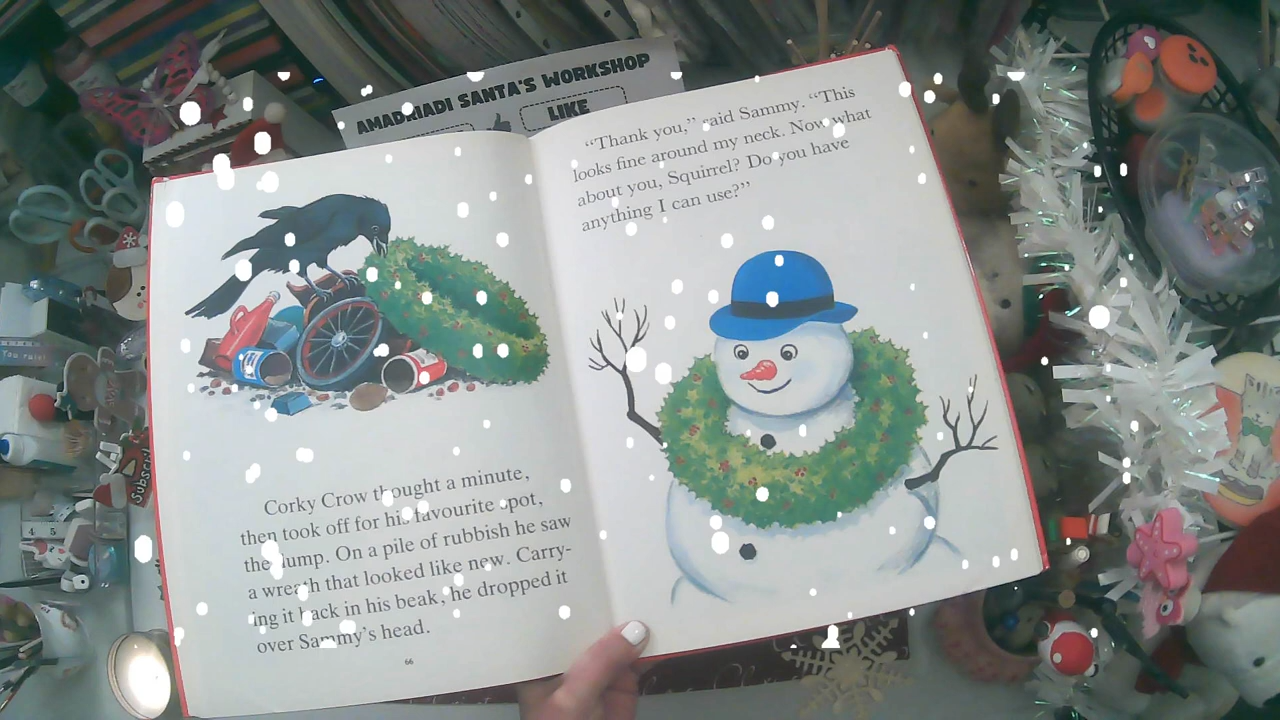 AMADRIADI SANTA'S WORKSHOP
LIKE
Corky Crow thought a minute,
then took off for his favourite spot,
the dump. On a pile of rubbish he saw
a wreath that looked like new. Carry-
ing it back in his beak, he dropped it
over Sammy's head.
66
"Thank you," said Sammy. "This
looks fine around my neck. Now what
about you, Squirrel? Do you have
anything I can use?"
You rule!
Subscri